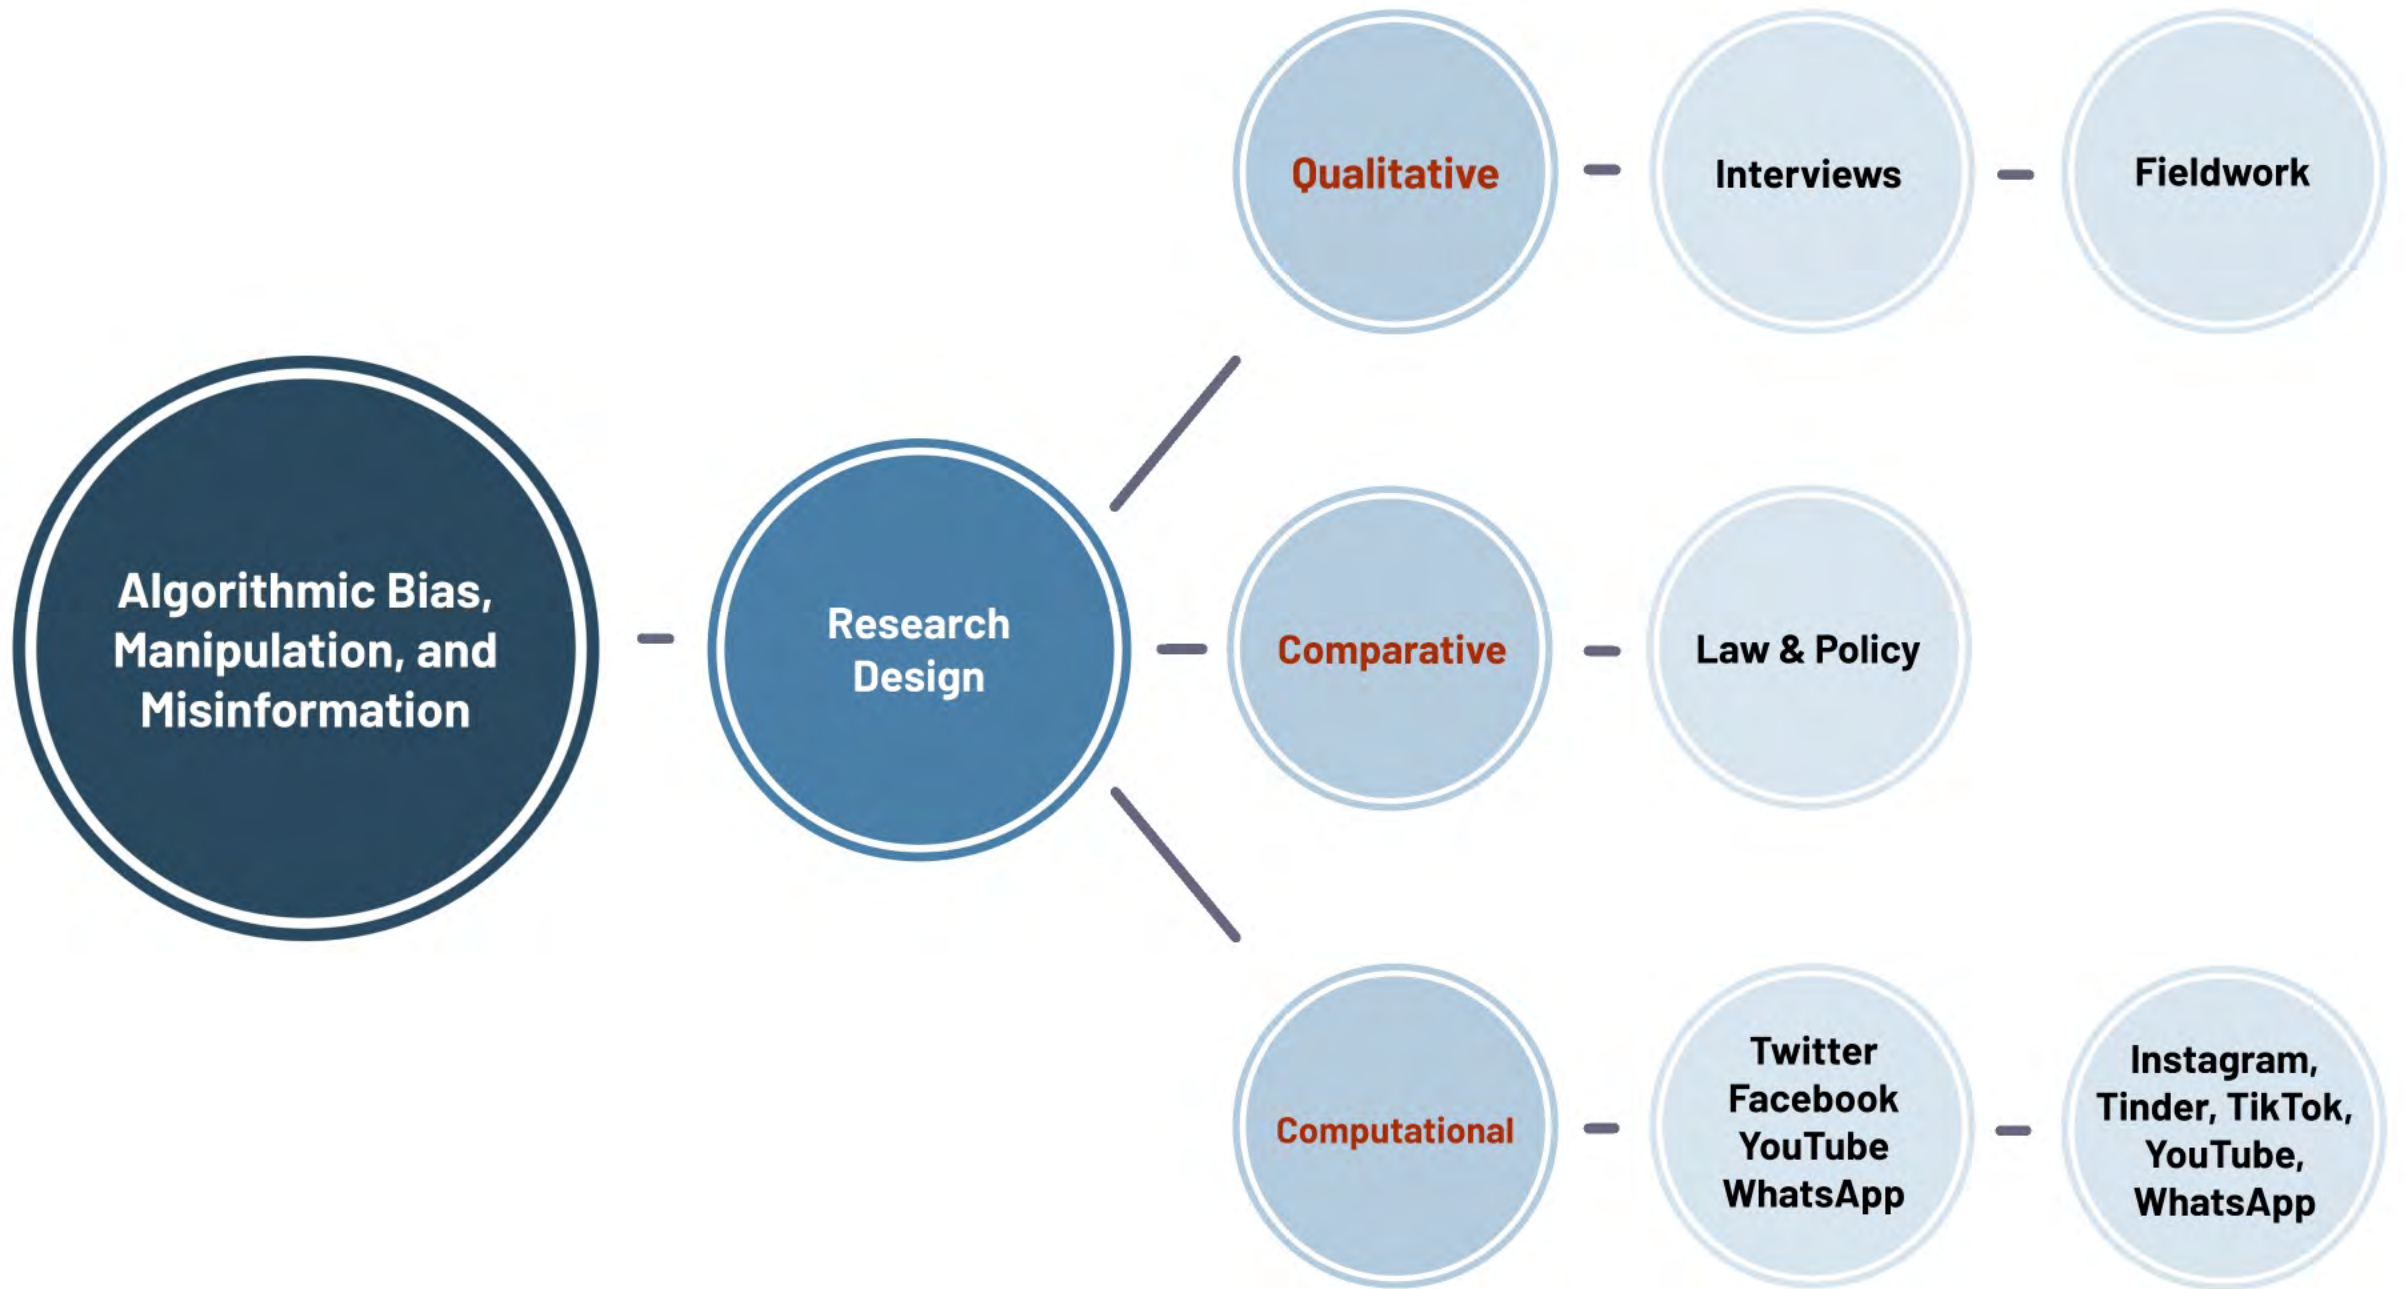 Algorithmic Bias,
Manipulation, and
Misinformation
Research
Design
Qualitative
Interviews
Fieldwork
Comparative
Law & Policy
Computational
Twitter
Facebook
YouTube
WhatsApp
Instagram,
Tinder, TikTok,
YouTube,
WhatsApp